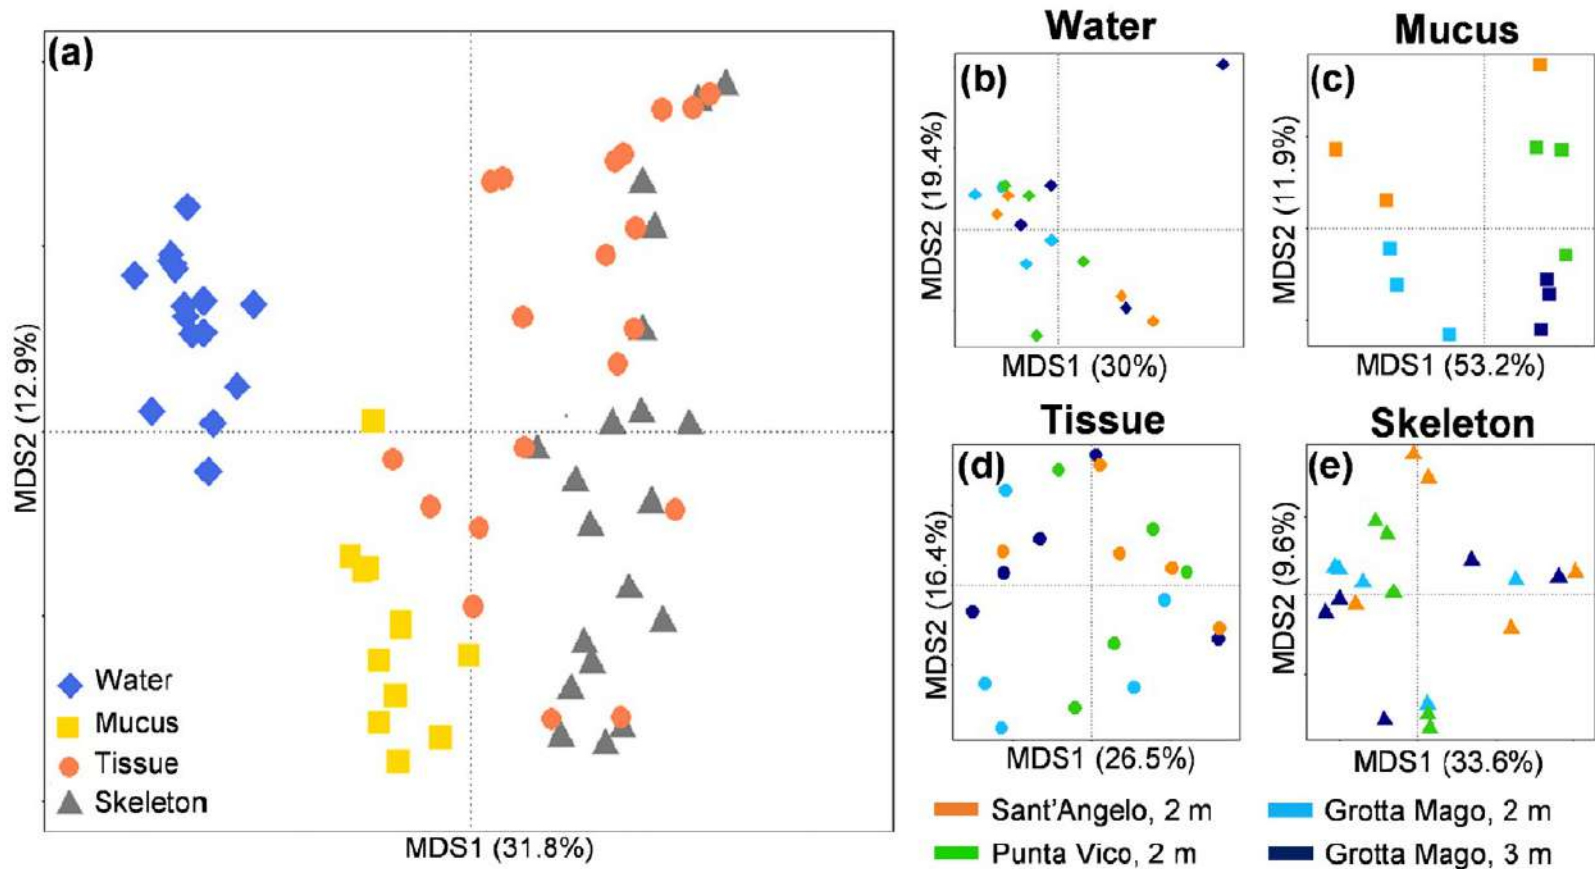 (a)
MDS2 (12.9%)
MDS1 (31.8%)
Water
Mucus
Tissue
Skeleton
Water
(b)
MDS2 (19.4%)
MDS1 (30%)
Mucus
(c)
MDS2 (11.9%)
MDS1 (53.2%)
Tissue
(d)
MDS2 (16.4%)
MDS1 (26.5%)
Skeleton
(e)
MDS2 (9.6%)
MDS1 (33.6%)
Sant'Angelo, 2 m
Grotta Mago, 2 m
Punta Vico, 2 m
Grotta Mago, 3 m